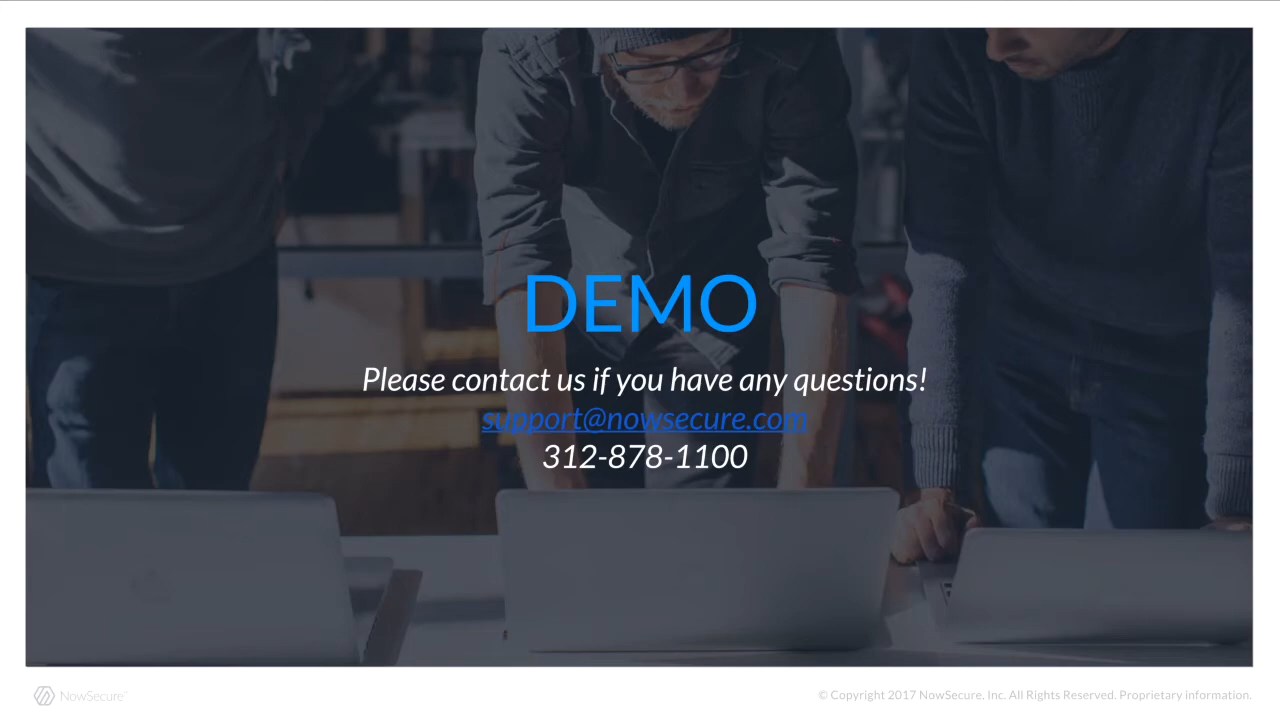 DEMO
Please contact us if you have any questions!
support@nowsecure.com
312-878-1100
NowSecure™
© Copyright 2017 NowSecure, Inc. All Rights Reserved. Proprietary information.